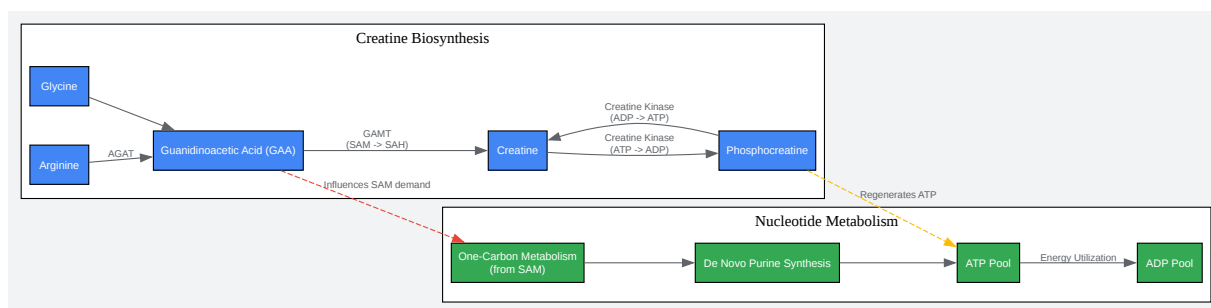 Creatine Biosynthesis
Glycine
Arginine
AGAT
Guanidinoacetic Acid (GAA)
GAMT
(SAM -> SAH)
Creatine
Creatine Kinase
(ADP -> ATP)
Creatine Kinase
(ATP -> ADP)
Phosphocreatine
Influences SAM demand
Regenerates ATP
Nucleotide Metabolism
One-Carbon Metabolism
(from SAM)
De Novo Purine Synthesis
ATP Pool
Energy Utilization
ADP Pool